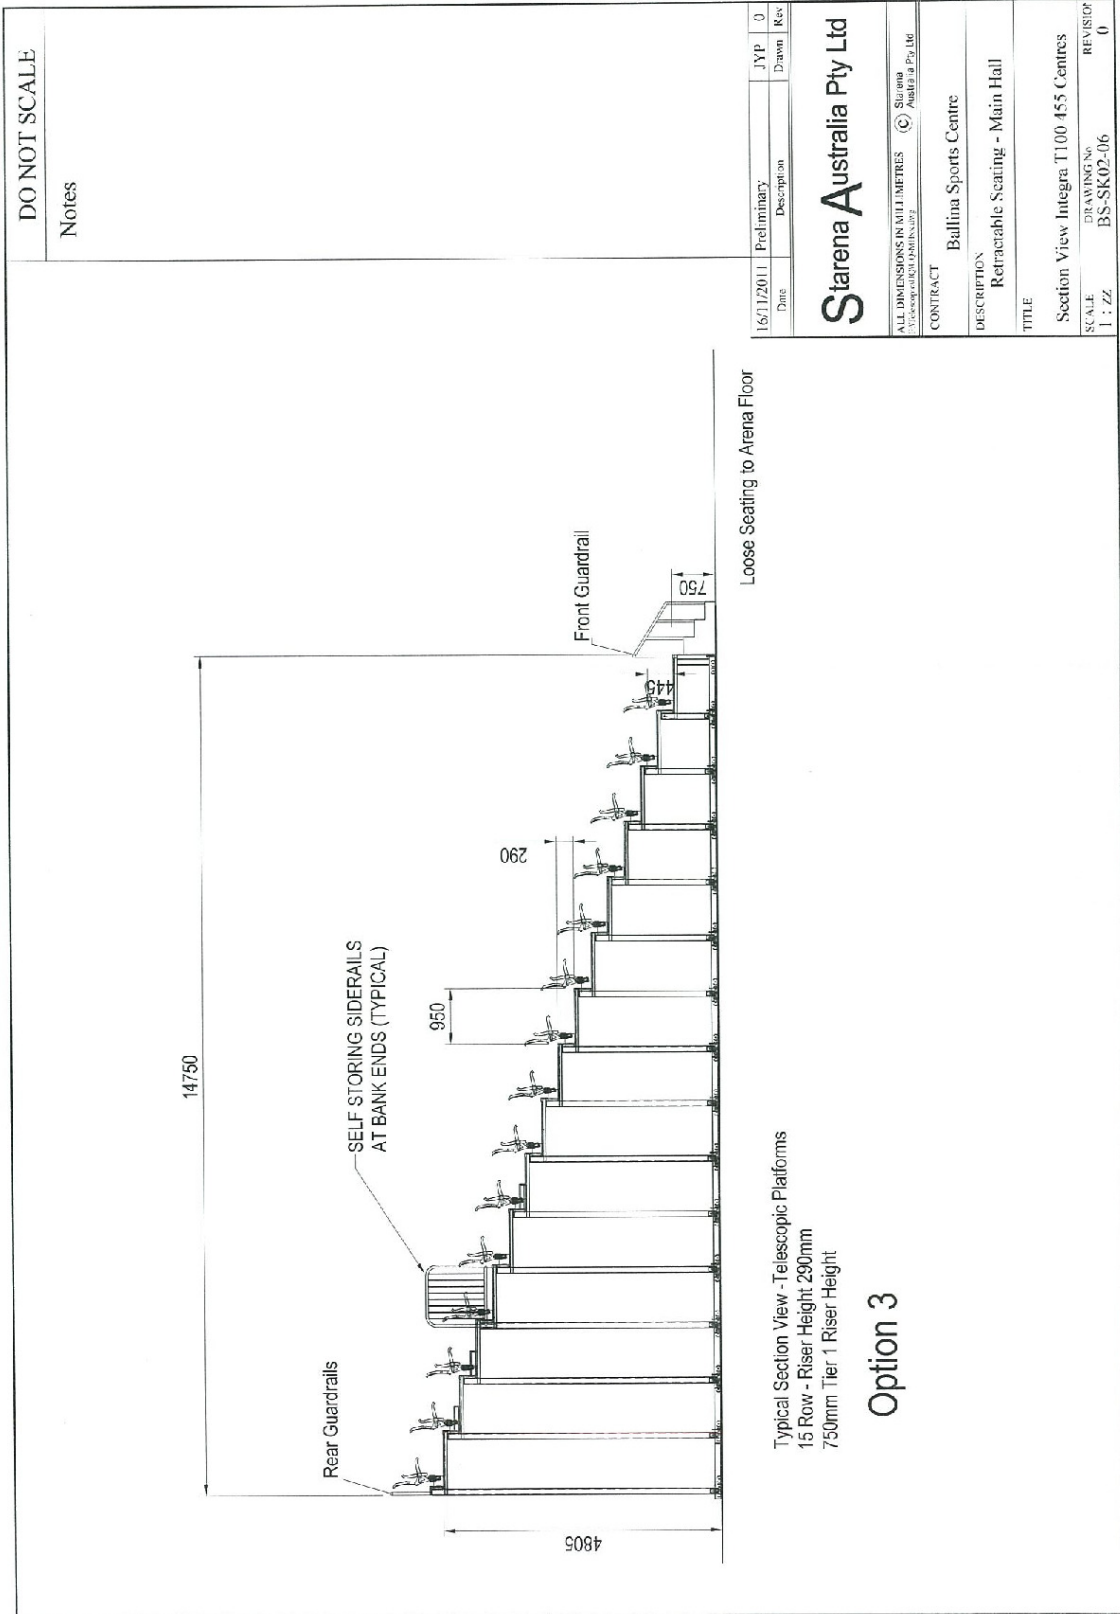 DO NOT SCALE
Notes
14750
SELF STORING SIDERAILS
AT BANK ENDS (TYPICAL)
Rear Guardrails
950
290
Front Guardrail
445
750
4805
Loose Seating to Arena Floor
Typical Section View - Telescopic Platforms
15 Row - Riser Height 290mm
750mm Tier 1 Riser Height
Option 3
16/11/2011 Preliminary JYP 0
Date Description Drawn Rev
Starena Australia Pty Ltd
ALL DIMENSIONS IN MILLIMETRES
© Starena
Australia Pty Ltd
CONTRACT
Ballina Sports Centre
DESCRIPTION
Retractable Seating - Main Hall
TITLE
Section View Integra T100 455 Centres
SCALE DRAWING No REVISION
1 : ZZ BS-SK02-06 0